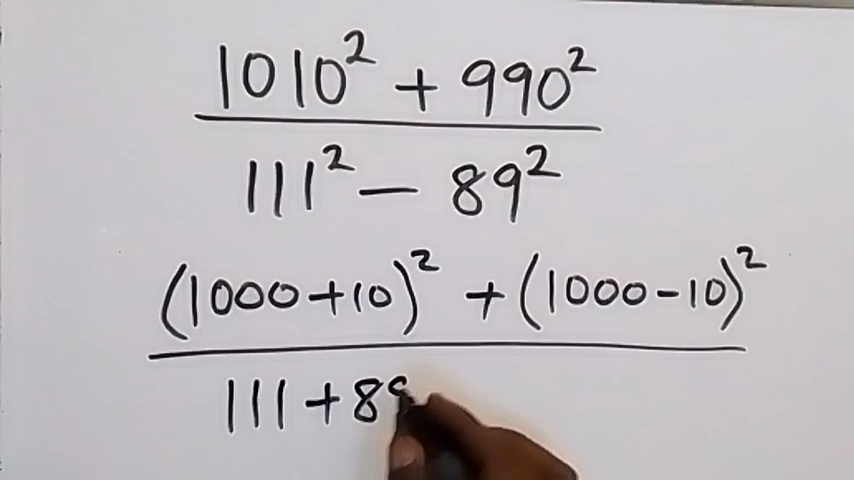 1010² + 990²
111² - 89²
(1000+10)² + (1000-10)²
111+8